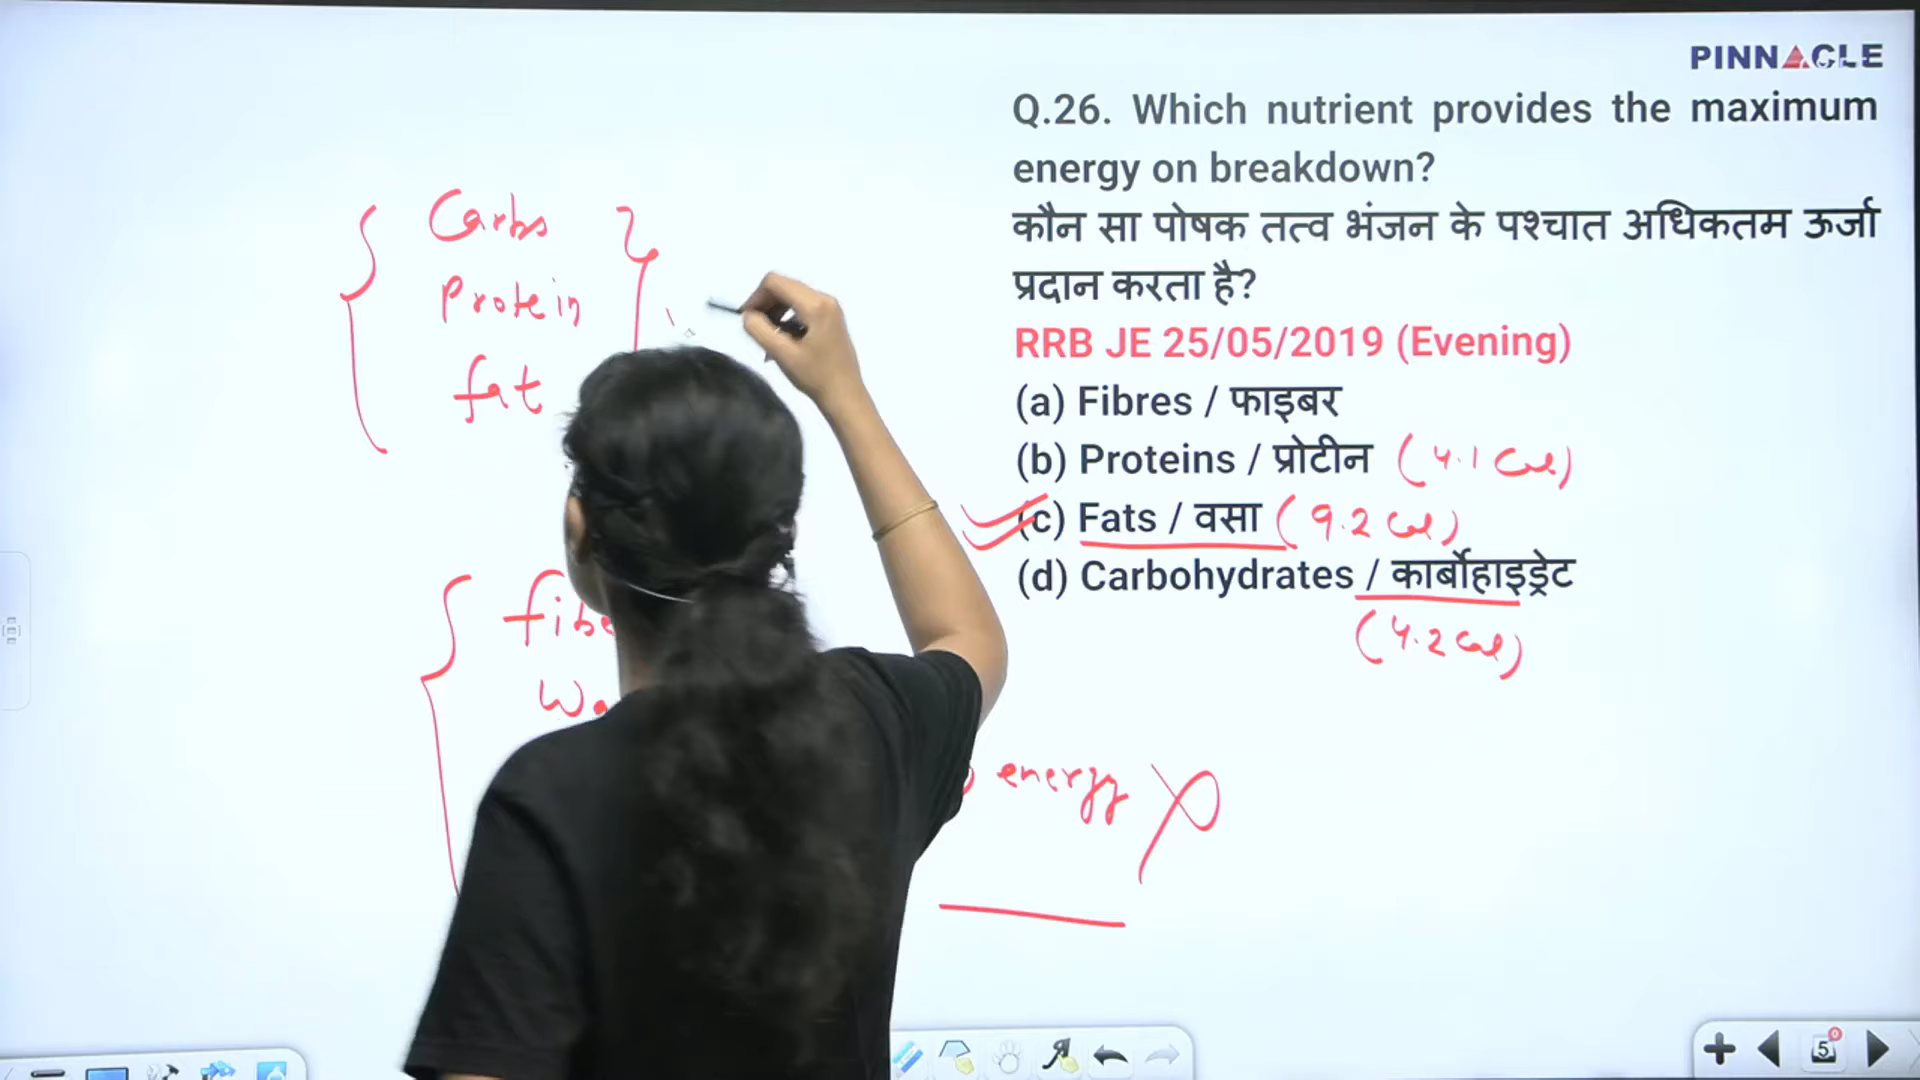 PINNACLE
Q.26. Which nutrient provides the maximum
energy on breakdown?
कौन सा पोषक तत्व भंजन के पश्चात अधिकतम ऊर्जा
प्रदान करता है?
RRB JE 25/05/2019 (Evening)
(a) Fibres / फाइबर
(b) Proteins / प्रोटीन (4.1 Cal)
(c) Fats / वसा (9.2 Cal)
(d) Carbohydrates / कार्बोहाइड्रेट
(4.2 Cal)
Carbs
Protein
fat
energy
5
0